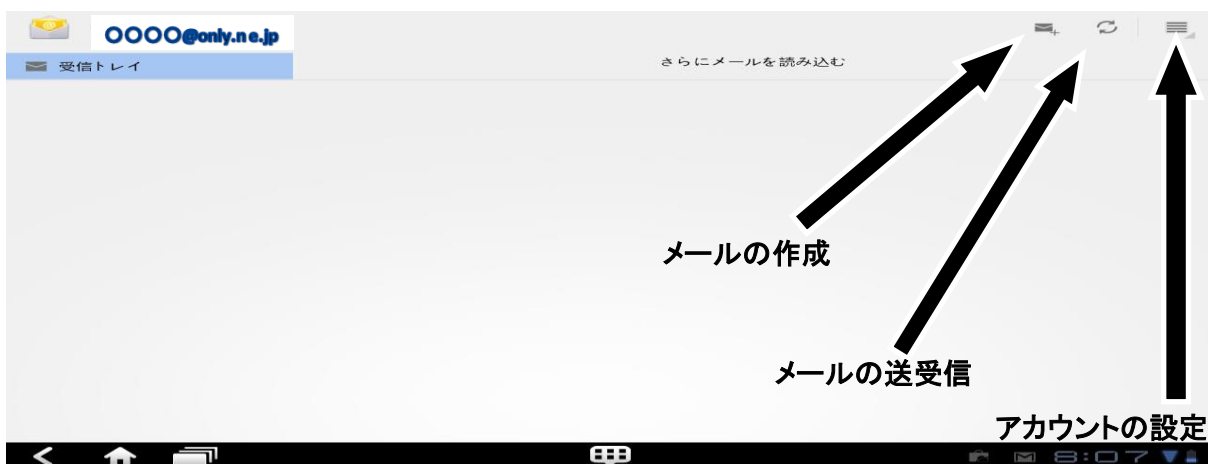 〇〇〇〇@only.ne.jp
受信トレイ
さらにメールを読み込む
メールの作成
メールの送受信
アカウントの設定
8:07